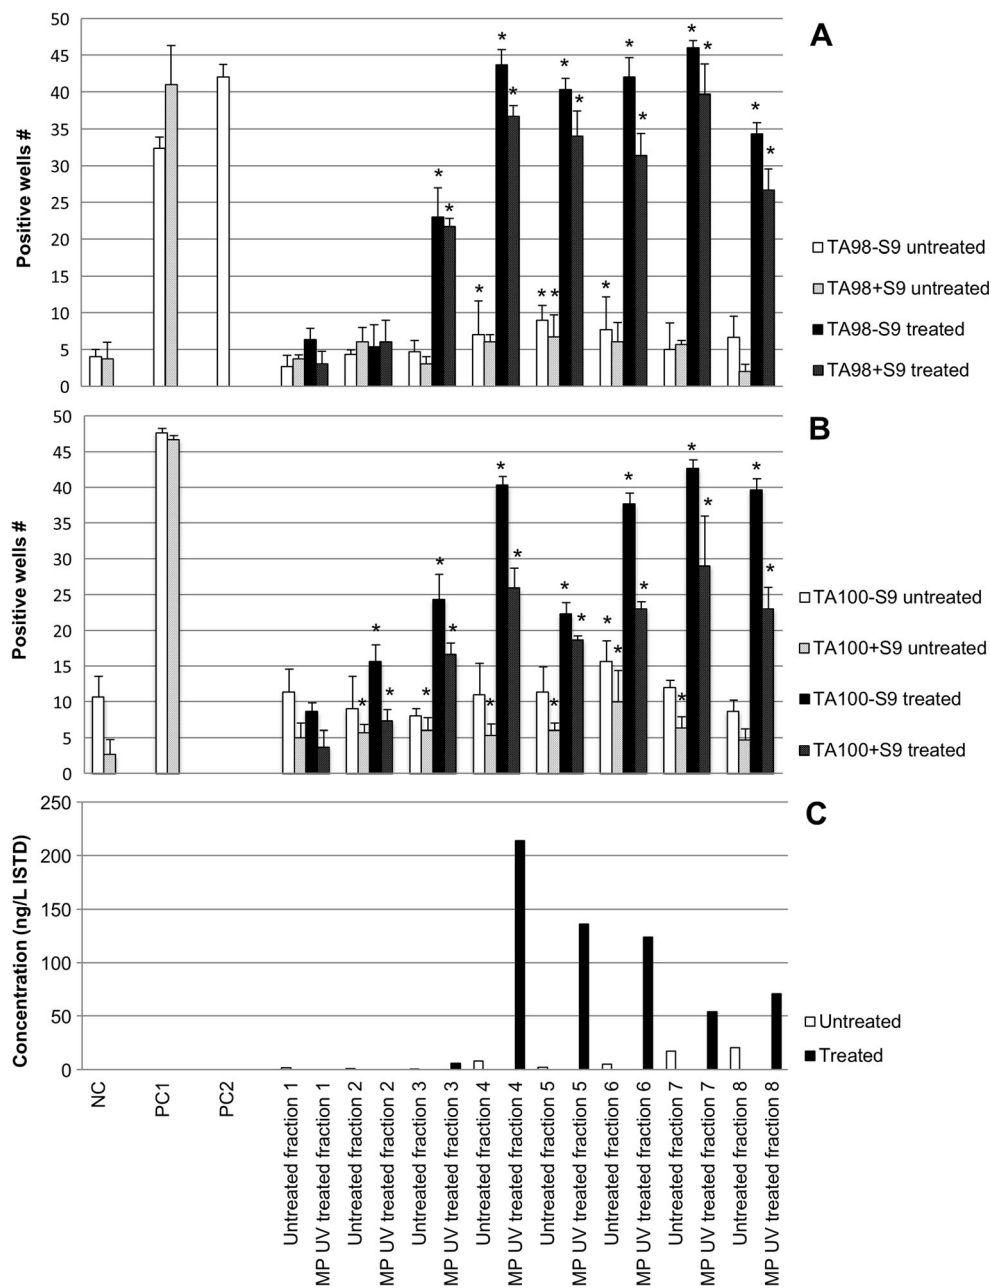 A
Positive wells #
50
45
40
35
30
25
20
15
10
5
0
* * * * * * * * * * * * * * *
TA98-S9 untreated
TA98+S9 untreated
TA98-S9 treated
TA98+S9 treated
B
Positive wells #
50
45
40
35
30
25
20
15
10
5
0
* * * * * * * * * * * * * * * * * * * * *
TA100-S9 untreated
TA100+S9 untreated
TA100-S9 treated
TA100+S9 treated
C
Concentration (ng/L ISTD)
250
200
150
100
50
0
Untreated
Treated
NC
PC1
PC2
Untreated fraction 1
MP UV treated fraction 1
Untreated fraction 2
MP UV treated fraction 2
Untreated fraction 3
MP UV treated fraction 3
Untreated fraction 4
MP UV treated fraction 4
Untreated fraction 5
MP UV treated fraction 5
Untreated fraction 6
MP UV treated fraction 6
Untreated fraction 7
MP UV treated fraction 7
Untreated fraction 8
MP UV treated fraction 8